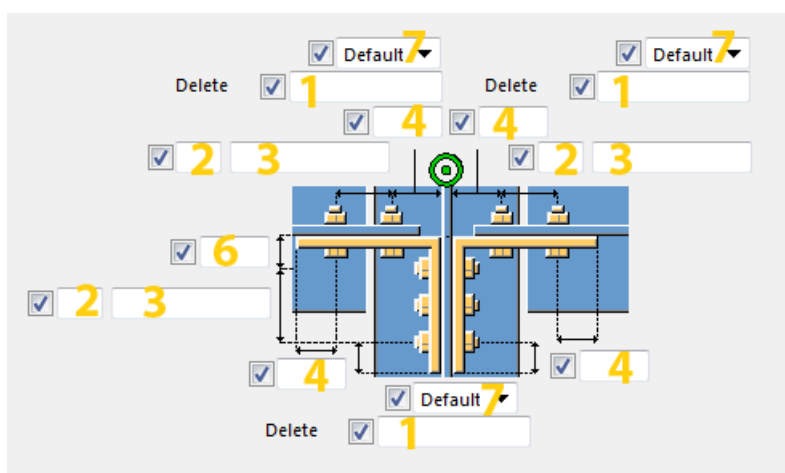 Default 7 Default 7
Delete 1 Delete 1
4 4
2 3 2 3
6
2 3
4 4
Default 7
Delete 1